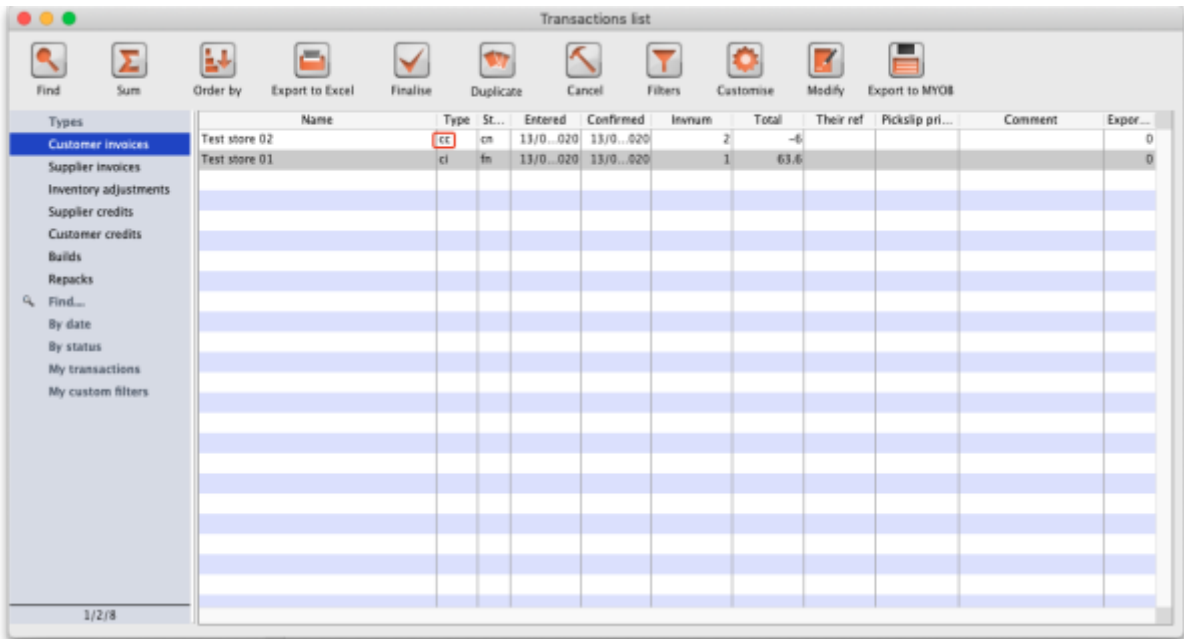 Transactions list
Find Sum Order by Export to Excel Finalise Duplicate Cancel Filters Customise Modify Export to MYOB
Types
Customer invoices
Supplier invoices
Inventory adjustments
Supplier credits
Customer credits
Builds
Repacks
Find...
By date
By status
My transactions
My custom filters
1/2/8
Name Type St... Entered Confirmed Invnum Total Their ref Pickslip pri... Comment Expor...
Test store 02 cc cn 13/0...020 13/0...020 2 -6 0
Test store 01 ci fn 13/0...020 13/0...020 1 63.6 0